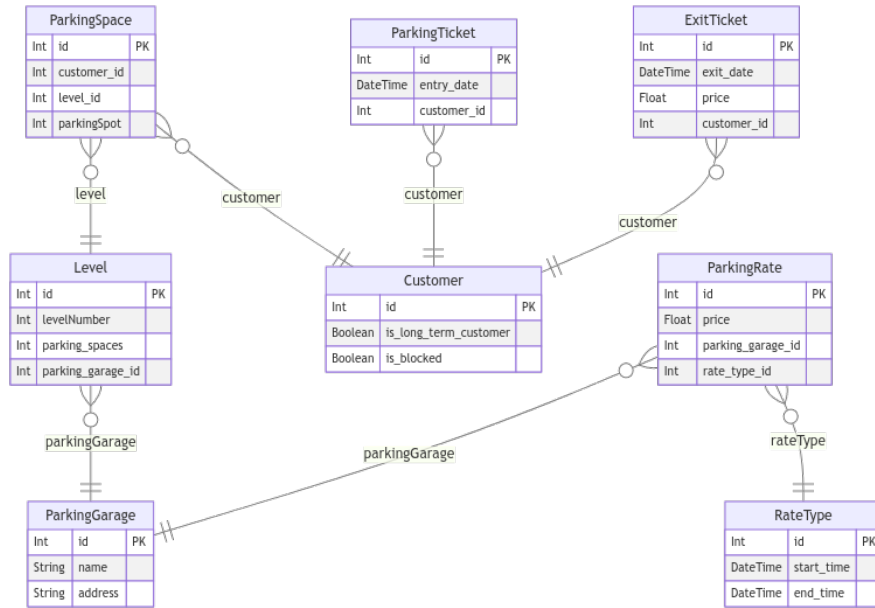 ParkingSpace
Int id PK
Int customer_id
Int level_id
Int parkingSpot
ParkingTicket
Int id PK
DateTime entry_date
Int customer_id
ExitTicket
Int id PK
DateTime exit_date
Float price
Int customer_id
level
customer
customer
customer
Level
Int id PK
Int levelNumber
Int parking_spaces
Int parking_garage_id
Customer
Int id PK
Boolean is_long_term_customer
Boolean is_blocked
ParkingRate
Int id PK
Float price
Int parking_garage_id
Int rate_type_id
parkingGarage
parkingGarage
rateType
ParkingGarage
Int id PK
String name
String address
RateType
Int id PK
DateTime start_time
DateTime end_time